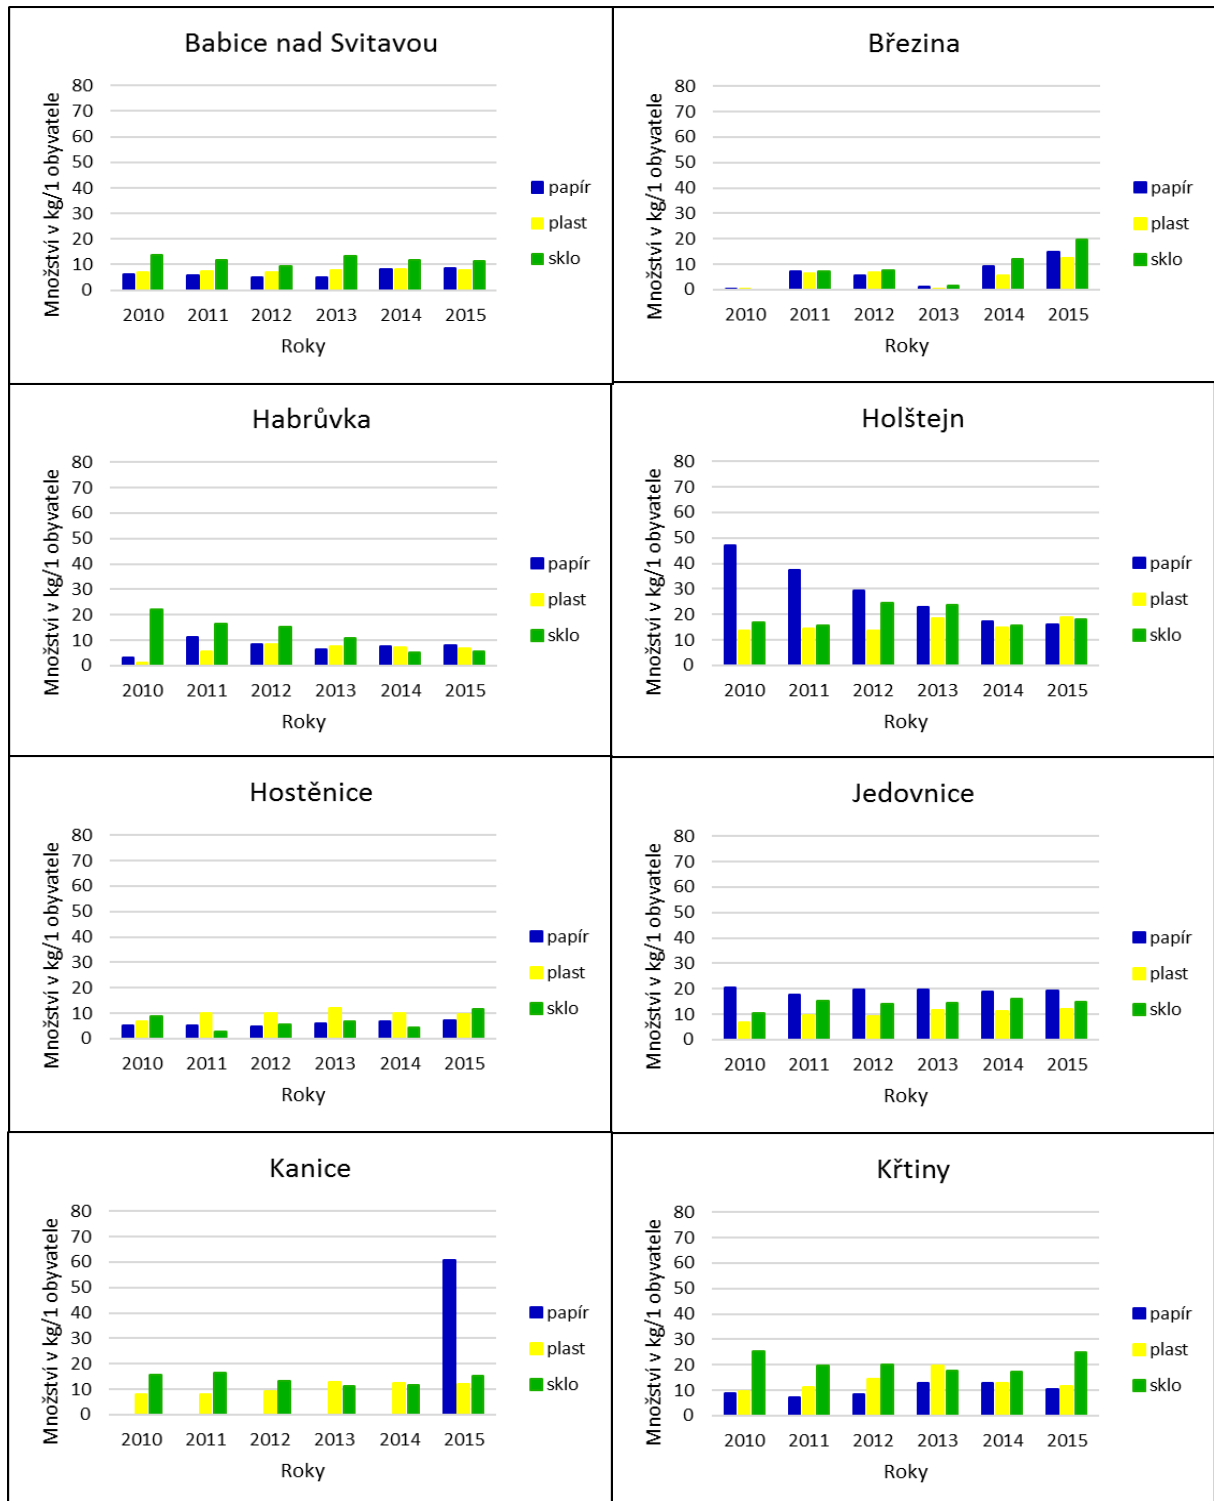 Babice nad Svitavou
Množství v kg/1 obyvatele
80
70
60
50
40
30
20
10
0
2010 2011 2012 2013 2014 2015
Roky
papír
plast
sklo
Březina
Množství v kg/1 obyvatele
80
70
60
50
40
30
20
10
0
2010 2011 2012 2013 2014 2015
Roky
papír
plast
sklo
Habrůvka
Množství v kg/1 obyvatele
80
70
60
50
40
30
20
10
0
2010 2011 2012 2013 2014 2015
Roky
papír
plast
sklo
Holštejn
Množství v kg/1 obyvatele
80
70
60
50
40
30
20
10
0
2010 2011 2012 2013 2014 2015
Roky
papír
plast
sklo
Hostěnice
Množství v kg/1 obyvatele
80
70
60
50
40
30
20
10
0
2010 2011 2012 2013 2014 2015
Roky
papír
plast
sklo
Jedovnice
Množství v kg/1 obyvatele
80
70
60
50
40
30
20
10
0
2010 2011 2012 2013 2014 2015
Roky
papír
plast
sklo
Kanice
Množství v kg/1 obyvatele
80
70
60
50
40
30
20
10
0
2010 2011 2012 2013 2014 2015
Roky
papír
plast
sklo
Křtiny
Množství v kg/1 obyvatele
80
70
60
50
40
30
20
10
0
2010 2011 2012 2013 2014 2015
Roky
papír
plast
sklo